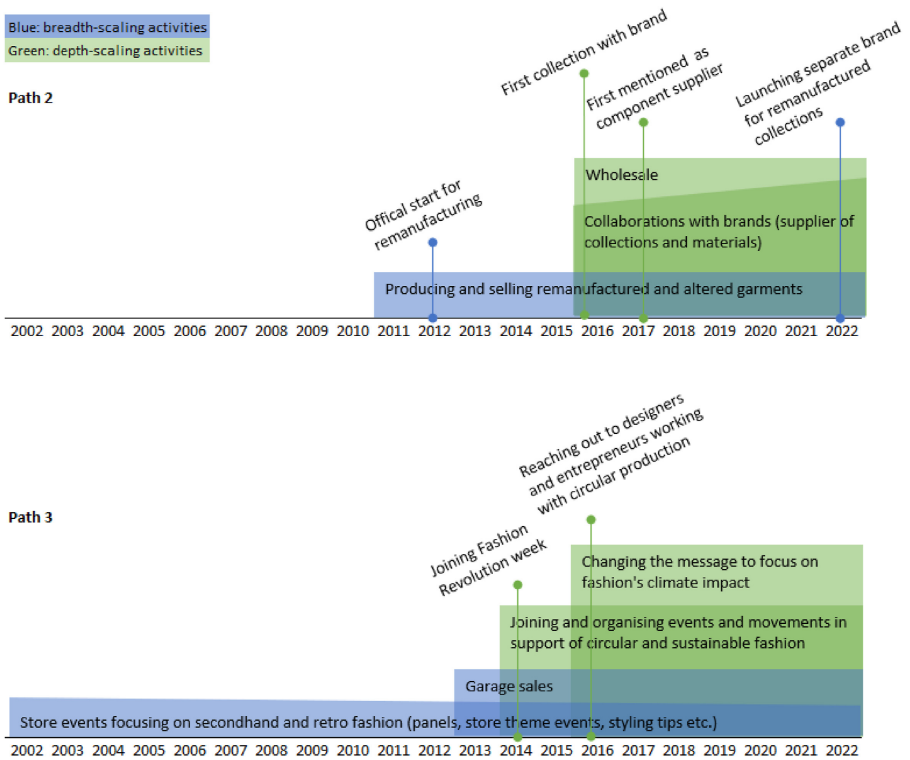 Blue: breadth-scaling activities
Green: depth-scaling activities
Path 2
First collection with brand
First mentioned as
component supplier
Launching separate brand
for remanufactured
collections
Offical start for
remanufacturing
Wholesale
Collaborations with brands (supplier of
collections and materials)
Producing and selling remanufactured and altered garments
2002 2003 2004 2005 2006 2007 2008 2009 2010 2011 2012 2013 2014 2015 2016 2017 2018 2019 2020 2021 2022
Path 3
Reaching out to designers
and entrepreneurs working
with circular production
Joining Fashion
Revolution week
Changing the message to focus on
fashion's climate impact
Joining and organising events and movements in
support of circular and sustainable fashion
Garage sales
Store events focusing on secondhand and retro fashion (panels, store theme events, styling tips etc.)
2002 2003 2004 2005 2006 2007 2008 2009 2010 2011 2012 2013 2014 2015 2016 2017 2018 2019 2020 2021 2022